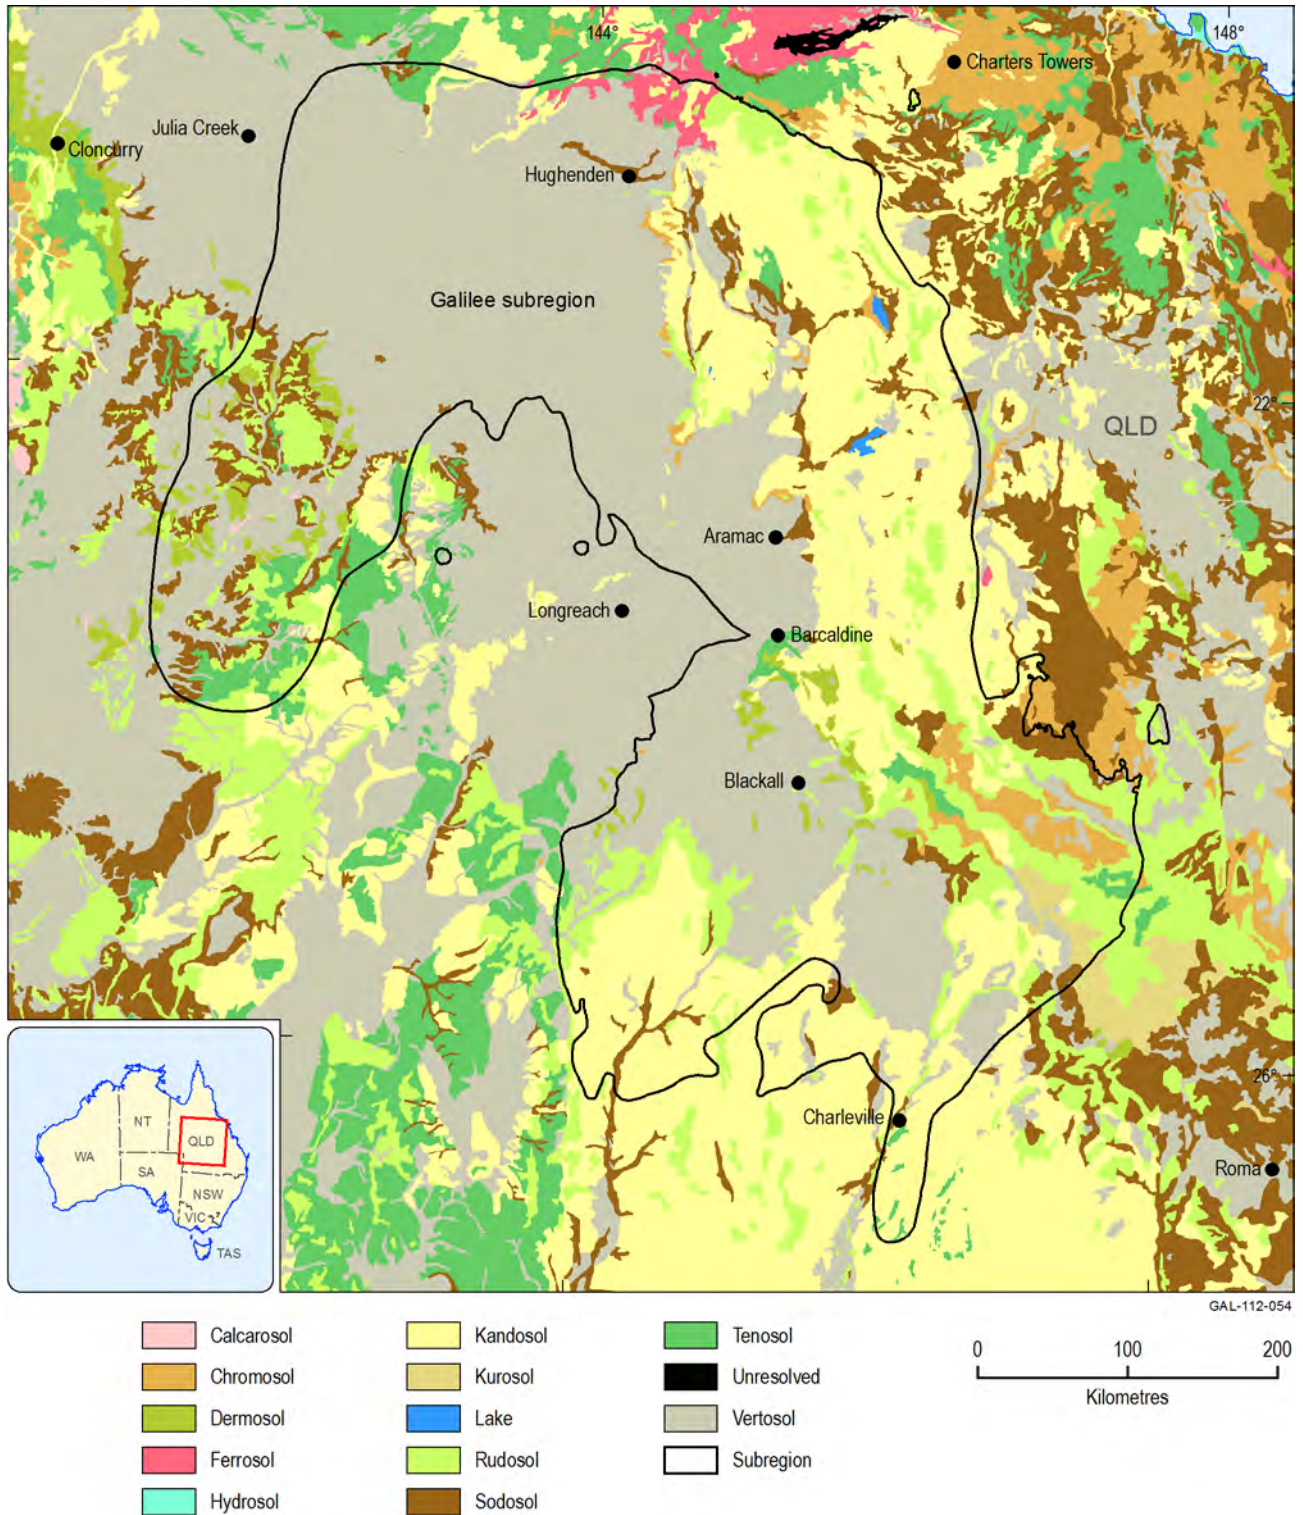 144°
148°
Charters Towers
Julia Creek
Cloncurry
Hughenden
Galilee subregion
22°
QLD
Aramac
Longreach
Barcaldine
Blackall
26°
Charleville
Roma
NT
QLD
WA
SA
NSW
VIC
TAS
GAL-112-054
Calcarosol
Chromosol
Dermosol
Ferrosol
Hydrosol
Kandosol
Kurosol
Lake
Rudosol
Sodosol
Tenosol
Unresolved
Vertosol
Subregion
0 100 200
Kilometres